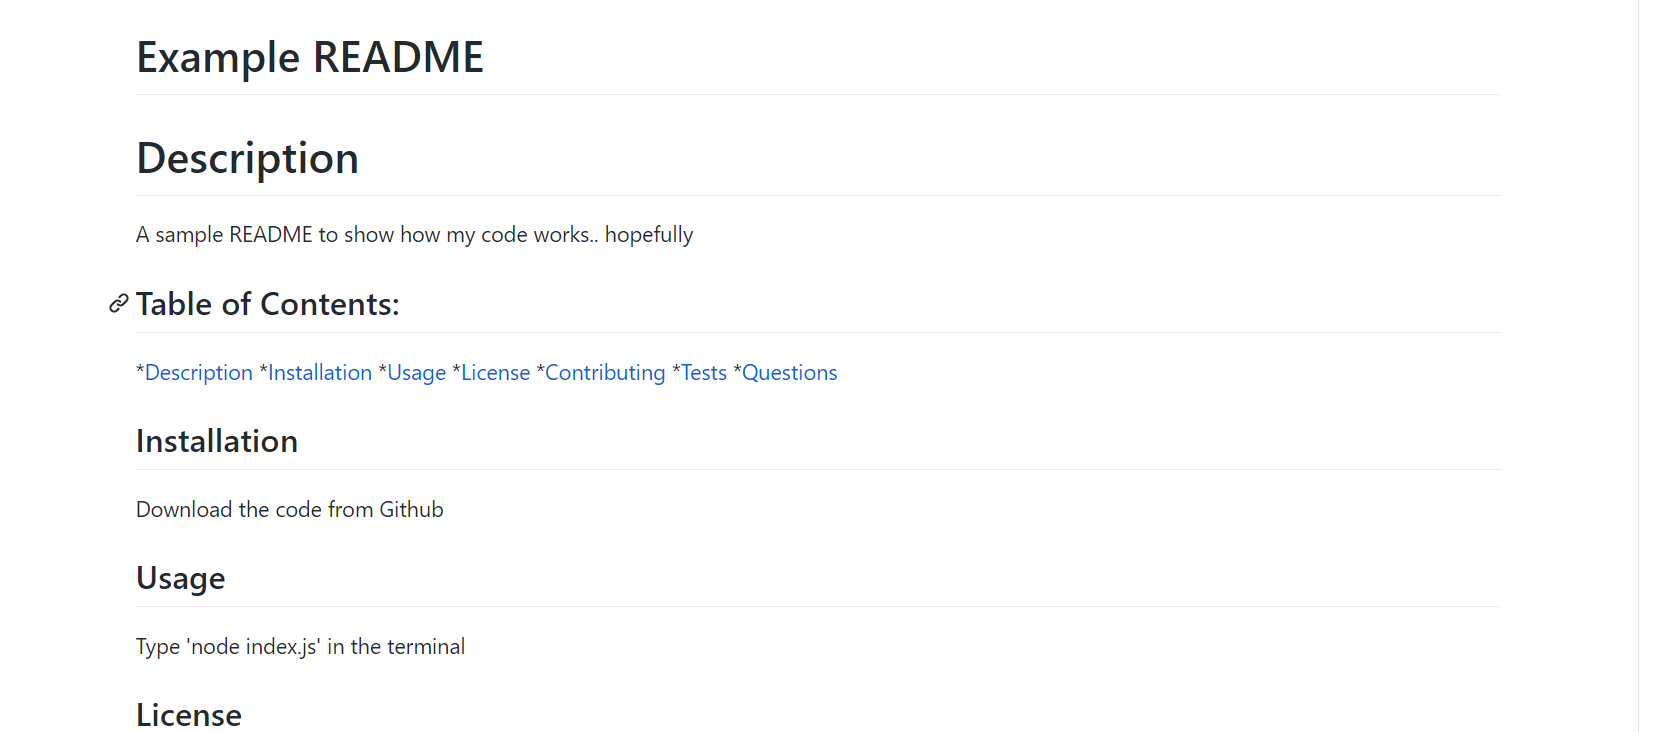 Example README
Description
A sample README to show how my code works.. hopefully
Table of Contents:
*Description *Installation *Usage *License *Contributing *Tests *Questions
Installation
Download the code from Github
Usage
Type 'node index.js' in the terminal
License